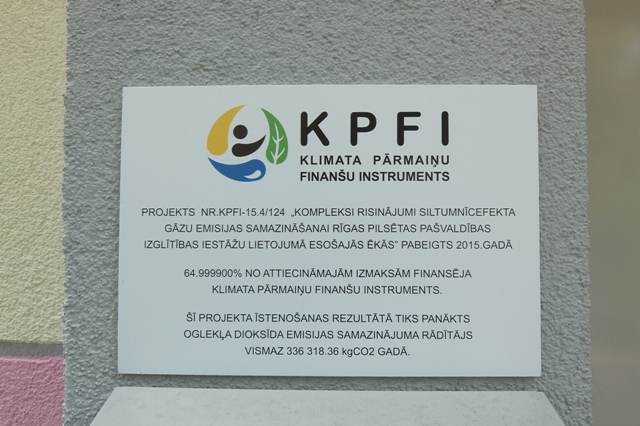 KPFI
KLIMATA PĀRMAIŅU
FINANŠU INSTRUMENTS
PROJEKTS NR.KPFI-15.4/124 „KOMPLEKSI RISINĀJUMI SILTUMNĪCEFEKTA
GĀZU EMISIJAS SAMAZINĀŠANAI RĪGAS PILSĒTAS PAŠVALDĪBAS
IZGLĪTĪBAS IESTĀŽU LIETOJUMĀ ESOŠAJĀS ĒKĀS” PABEIGTS 2015.GADĀ
64.999900% NO ATTIECINĀMAJĀM IZMAKSĀM FINANSĒJA
KLIMATA PĀRMAIŅU FINANŠU INSTRUMENTS.
ŠĪ PROJEKTA ĪSTENOŠANAS REZULTĀTĀ TIKS PANĀKTS
OGLEKĻA DIOKSĪDA EMISIJAS SAMAZINĀJUMA RĀDĪTĀJS
VISMAZ 336 318.36 kgCO2 GADĀ.